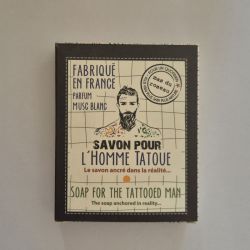 FABRIQUÉ
EN FRANCE
PARFUM
MUSC BLANC
SAVON POUR
L'HOMME TATOUÉ
Le savon ancré dans la réalité...
SOAP FOR THE TATTOOED MAN
The soap anchored in reality...